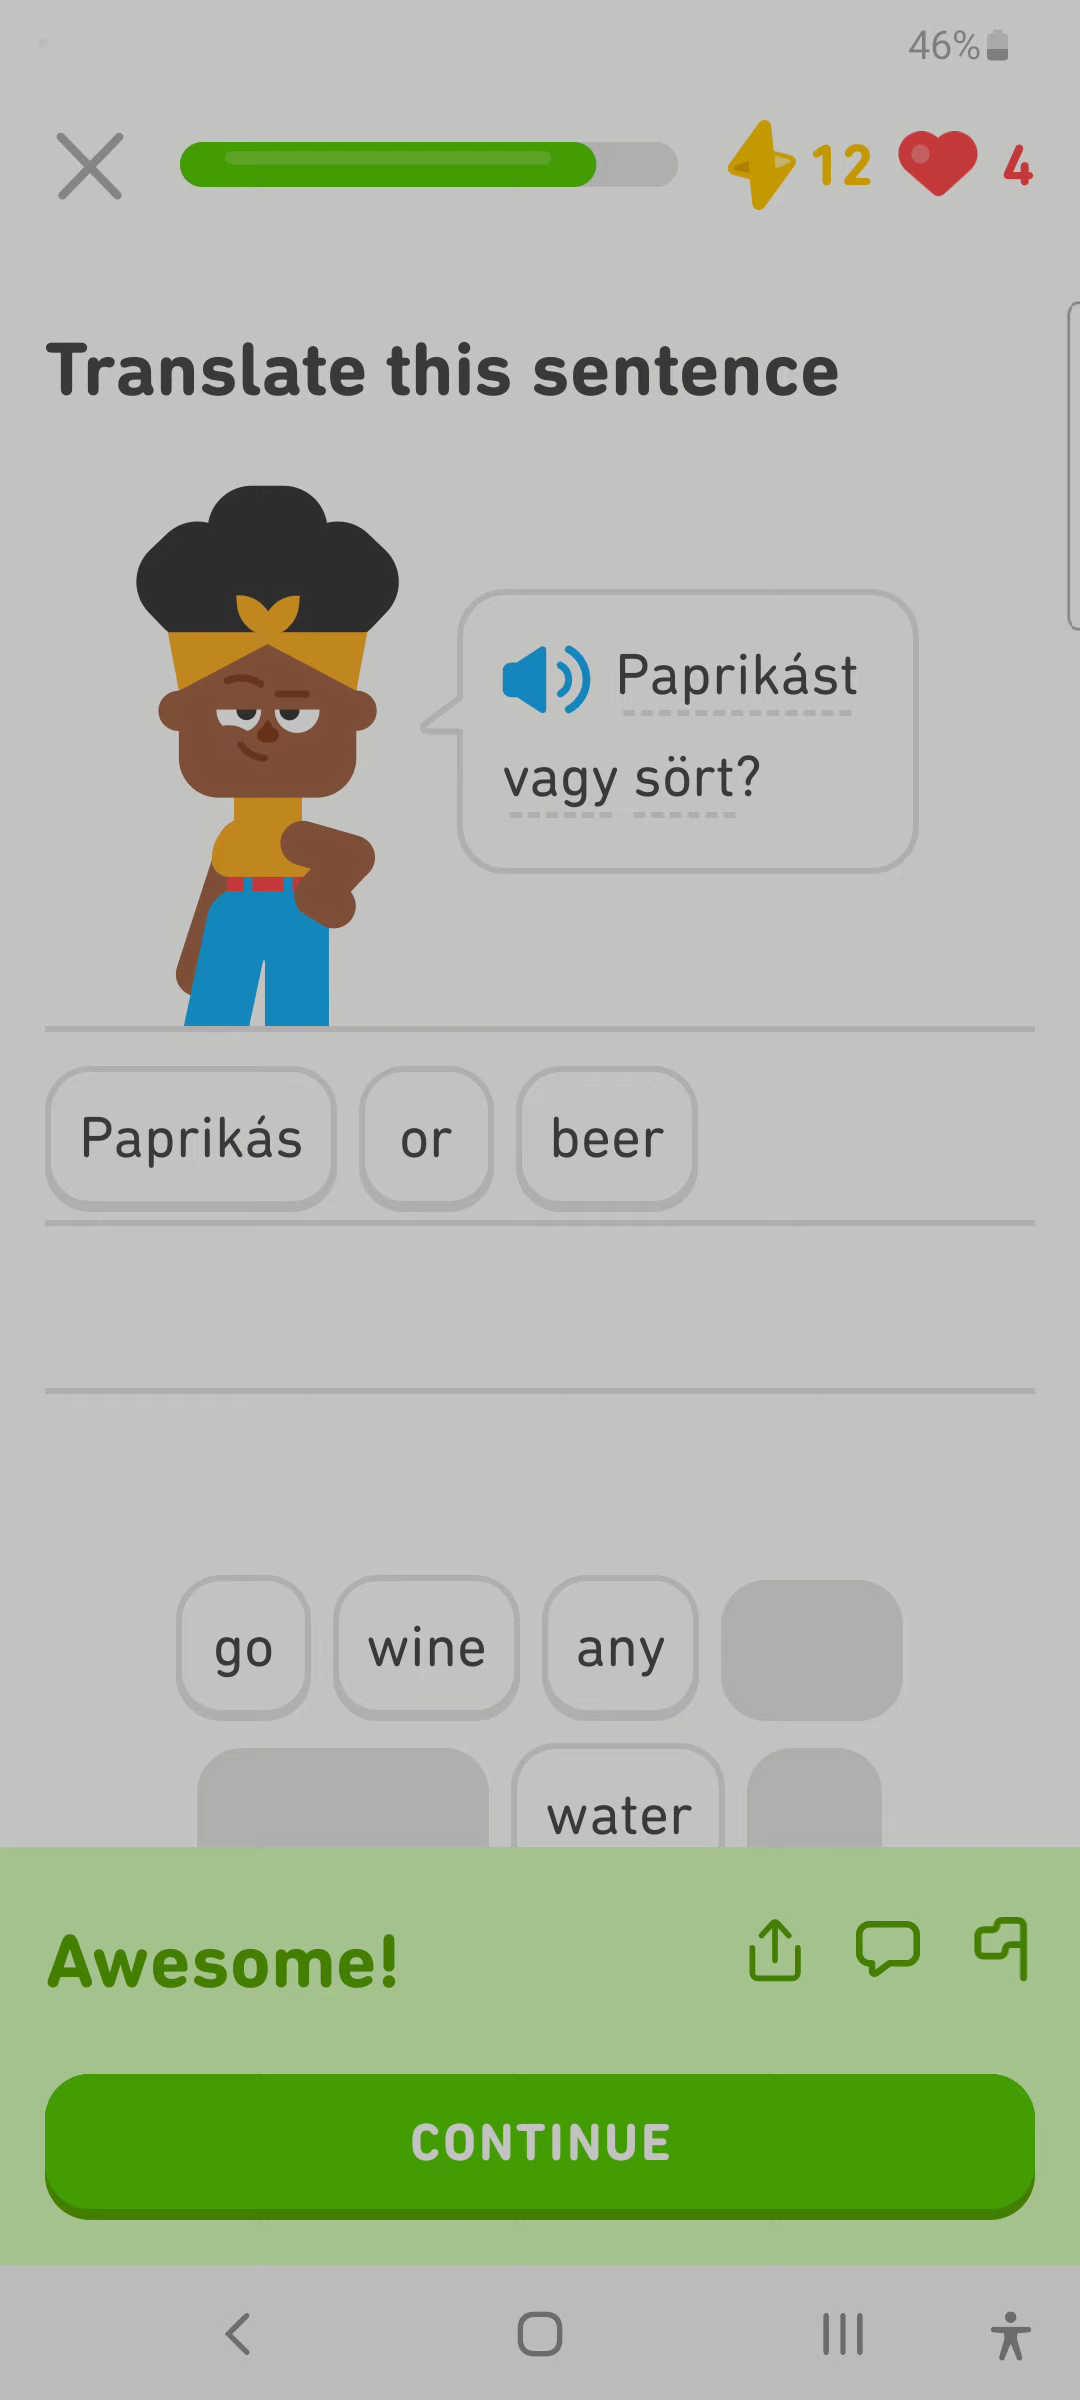 46%
12 4
Translate this sentence
Paprikást
vagy sört?
Paprikás or beer
go wine any
water
Awesome!
CONTINUE